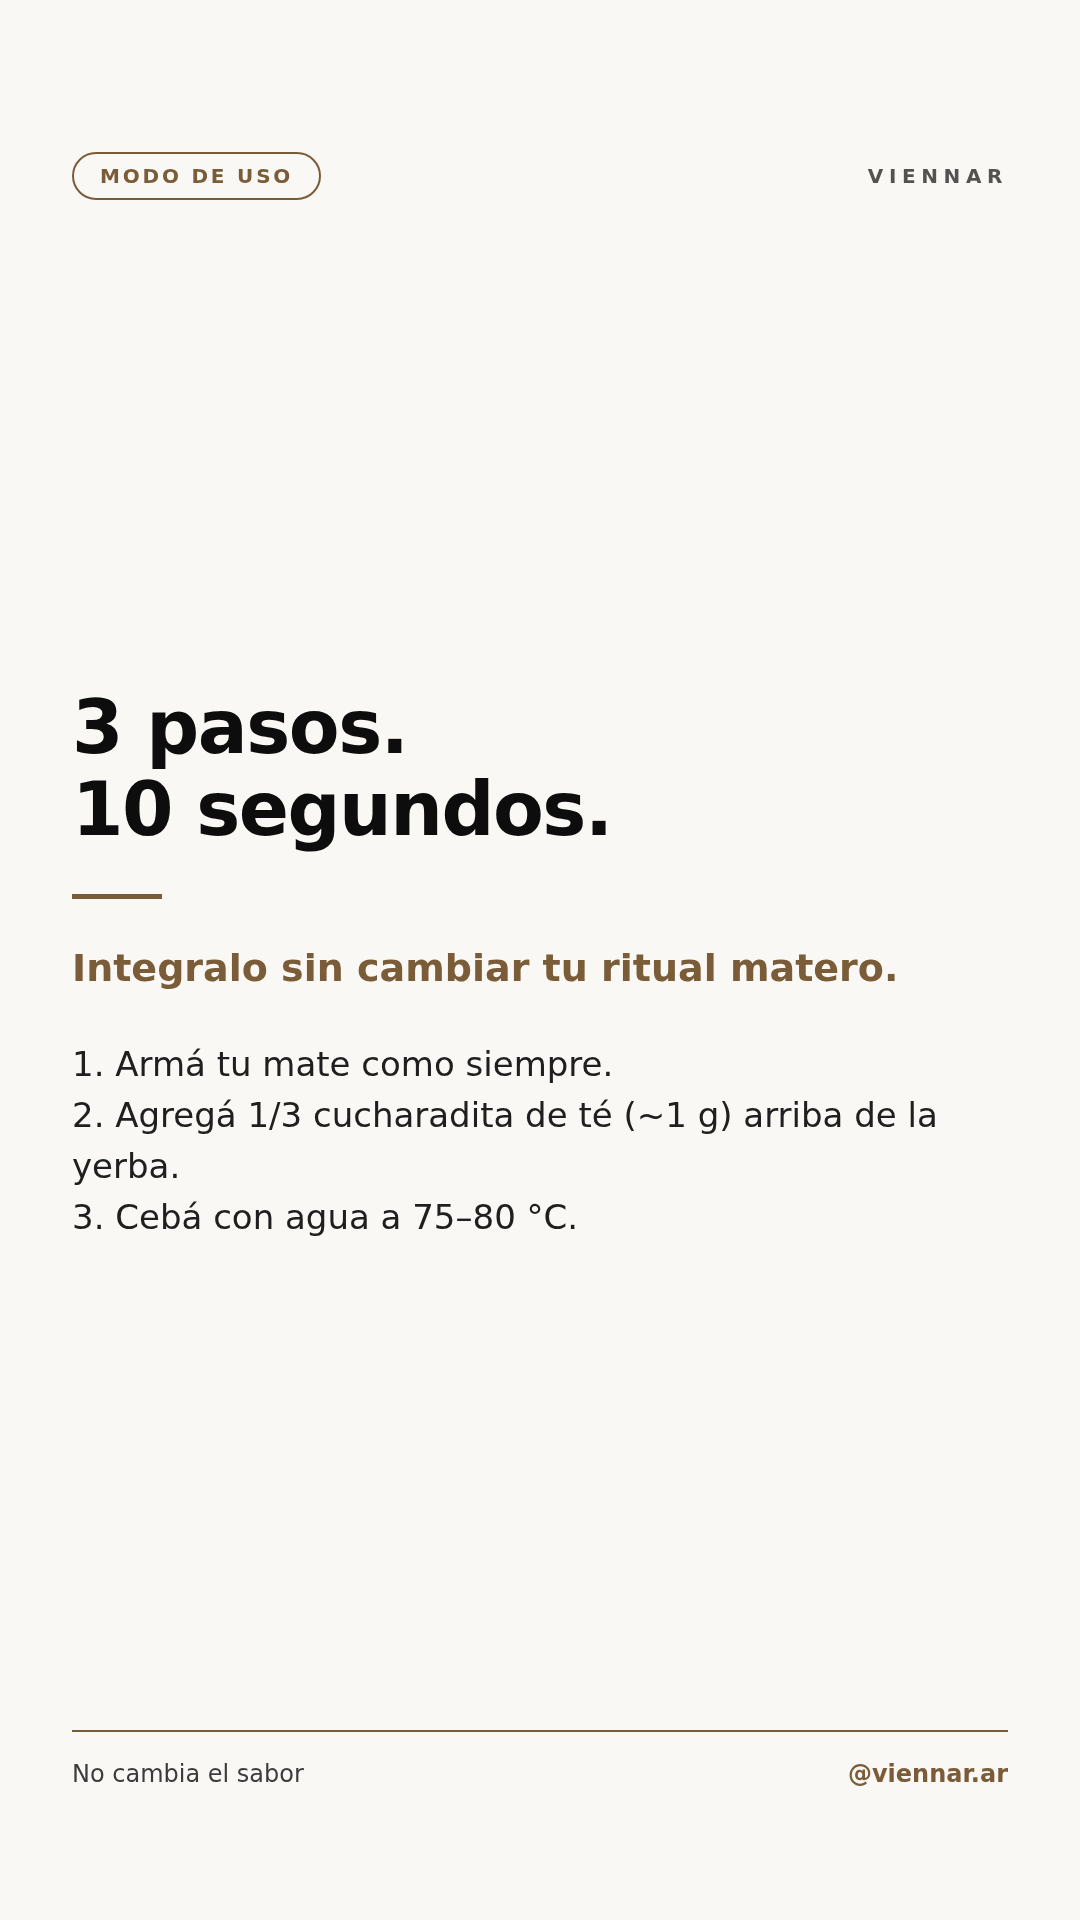 MODO DE USO
VIENNAR
3 pasos.
10 segundos.
Integralo sin cambiar tu ritual matero.
1. Armá tu mate como siempre.
2. Agregá 1/3 cucharadita de té (~1 g) arriba de la
yerba.
3. Cebá con agua a 75–80 °C.
No cambia el sabor
@viennar.ar